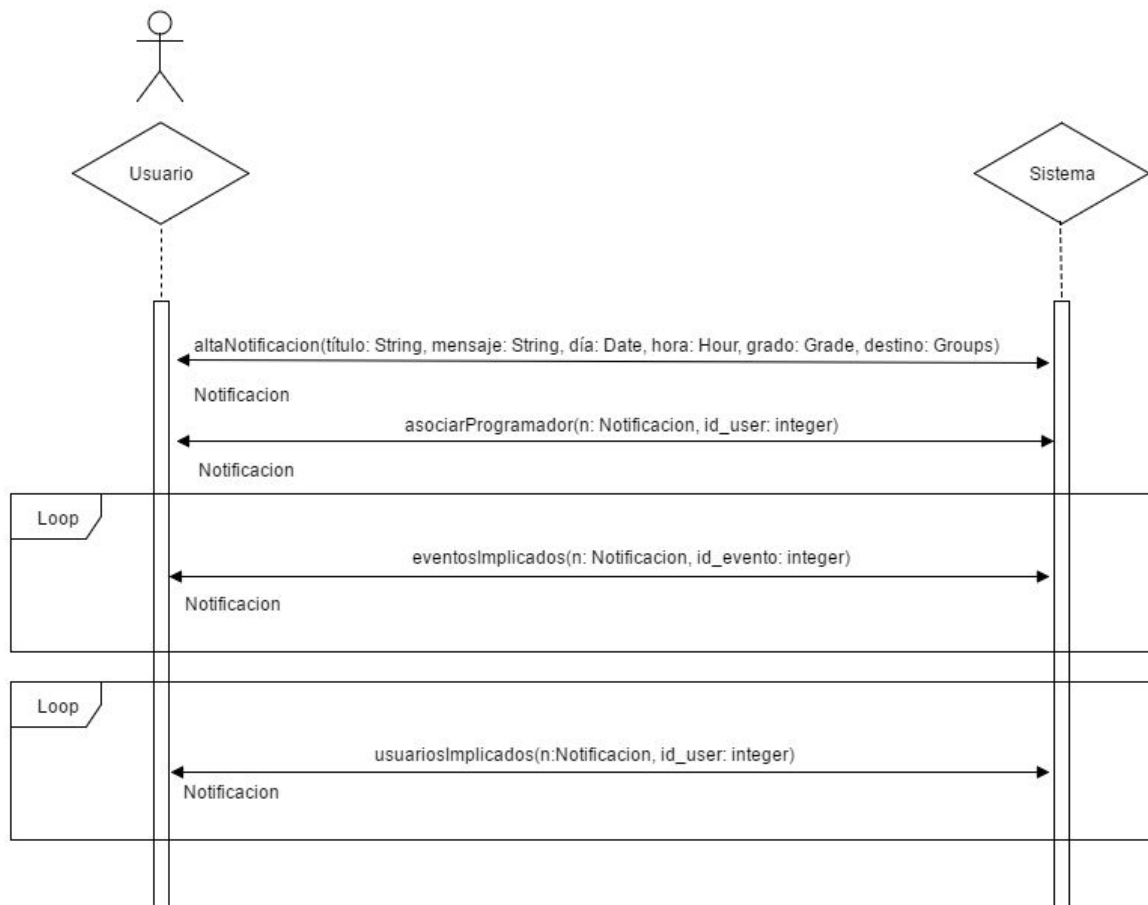 Usuario
Sistema
altaNotificacion(título: String, mensaje: String, día: Date, hora: Hour, grado: Grade, destino: Groups)
Notificacion
asociarProgramador(n: Notificacion, id_user: integer)
Notificacion
Loop
eventosImplicados(n: Notificacion, id_evento: integer)
Notificacion
Loop
usuariosImplicados(n:Notificacion, id_user: integer)
Notificacion